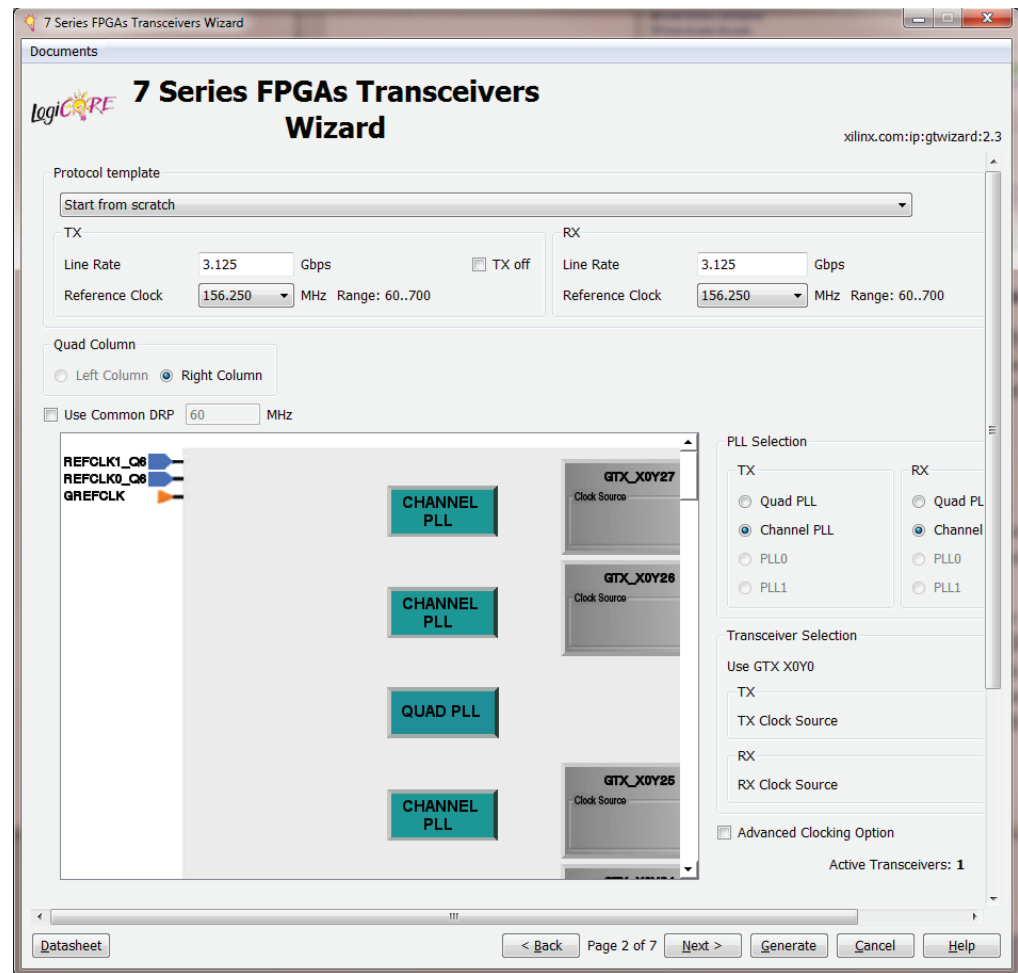 7 Series FPGAs Transceivers Wizard
Documents
LogiCORE
7 Series FPGAs Transceivers
Wizard
xilinx.com:ip:gtwizard:2.3
Protocol template
Start from scratch
TX
Line Rate 3.125 Gbps TX off
Reference Clock 156.250 MHz Range: 60..700
RX
Line Rate 3.125 Gbps
Reference Clock 156.250 MHz Range: 60..700
Quad Column
Left Column Right Column
Use Common DRP 60 MHz
REFCLK1_Q6
REFCLK0_Q6
GREFCLK
CHANNEL
PLL
GTX_X0Y27
Clock Source
CHANNEL
PLL
GTX_X0Y26
Clock Source
QUAD PLL
CHANNEL
PLL
GTX_X0Y25
Clock Source
PLL Selection
TX
Quad PLL
Channel PLL
PLL0
PLL1
RX
Quad PL
Channel
PLL0
PLL1
Transceiver Selection
Use GTX X0Y0
TX
TX Clock Source
RX
RX Clock Source
Advanced Clocking Option
Active Transceivers: 1
Datasheet < Back Page 2 of 7 Next > Generate Cancel Help